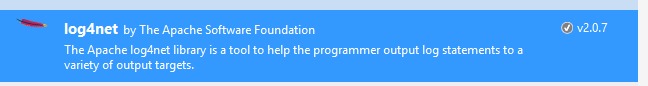 log4net by The Apache Software Foundation v2.0.7
The Apache log4net library is a tool to help the programmer output log statements to a
variety of output targets.